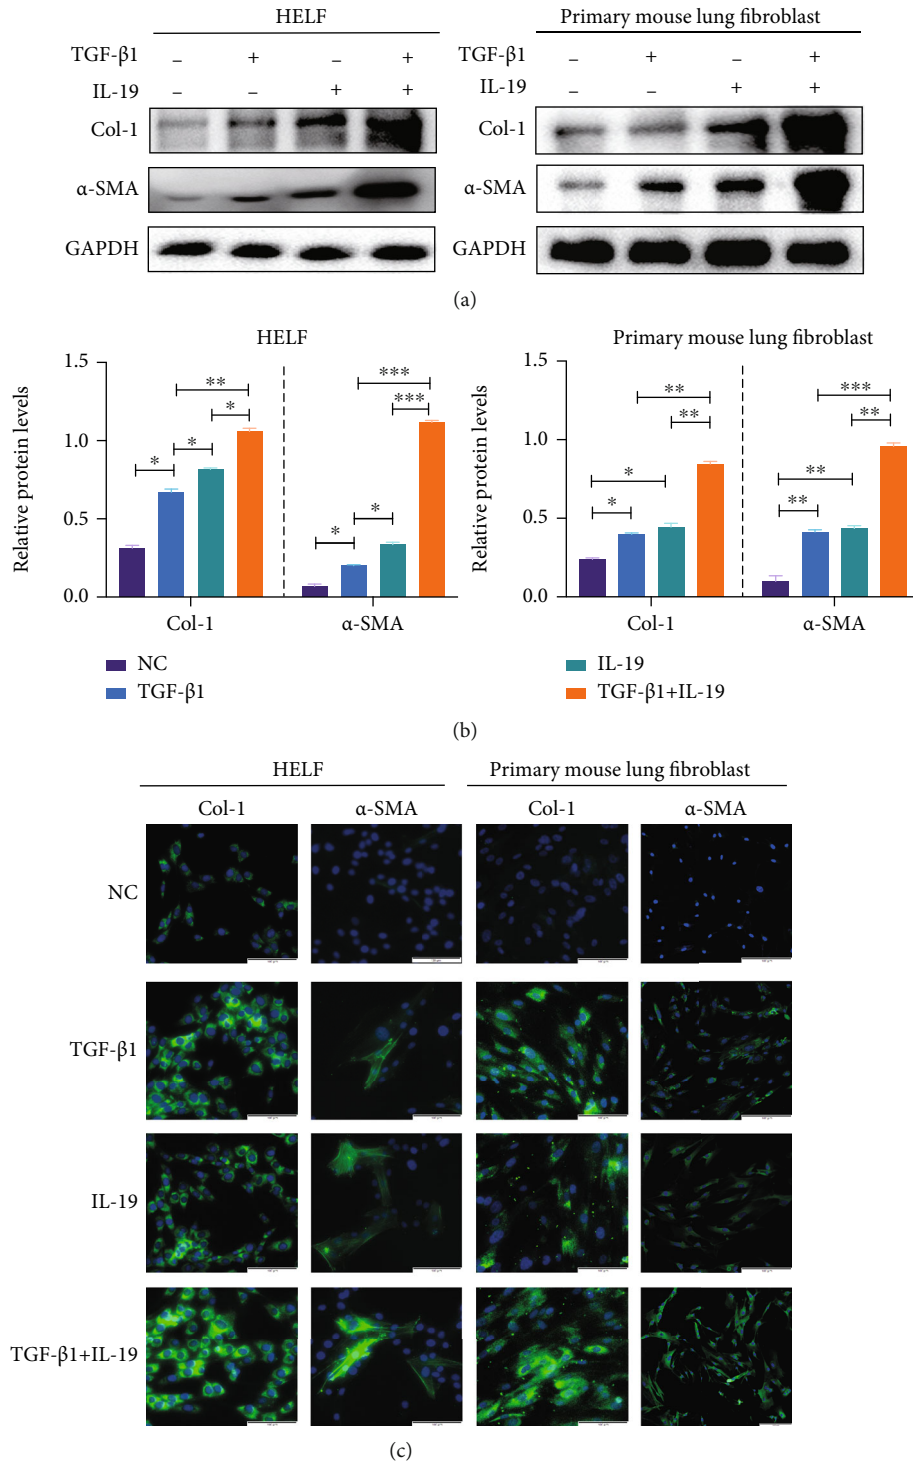 HELF
Primary mouse lung fibroblast
TGF-β1 – + – +
IL-19 – – + +
Col-1
α-SMA
GAPDH
TGF-β1 – + – +
IL-19 – – + +
Col-1
α-SMA
GAPDH
(a)
HELF
Relative protein levels
1.5
1.0
0.5
0.0
* * * **
* * *** ***
Col-1 α-SMA
Primary mouse lung fibroblast
Relative protein levels
1.5
1.0
0.5
0.0
* * ** **
** ** ** ***
Col-1 α-SMA
NC
TGF-β1
IL-19
TGF-β1+IL-19
(b)
HELF Primary mouse lung fibroblast
Col-1 α-SMA Col-1 α-SMA
NC
TGF-β1
IL-19
TGF-β1+IL-19
(c)